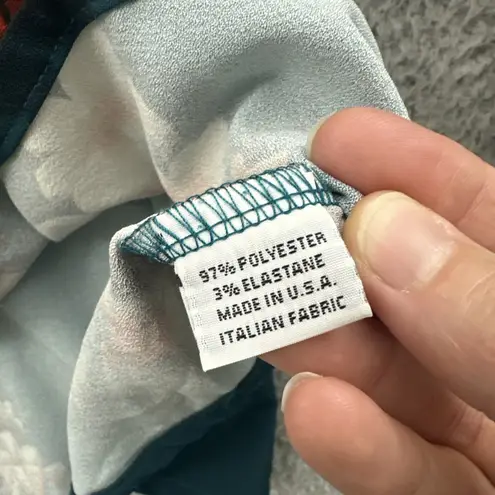 97% POLYESTER
3% ELASTANE
MADE IN U.S.A.
ITALIAN FABRIC